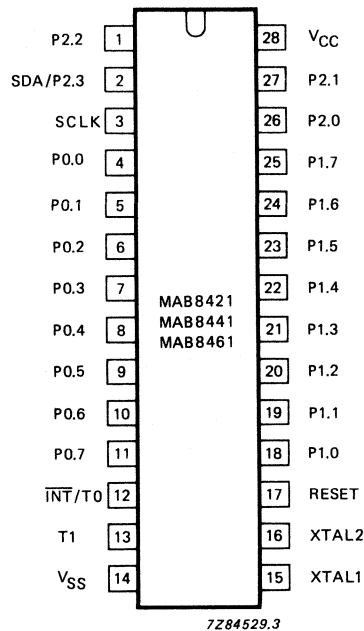 P2.2 1 28 VCC
SDA/P2.3 2 27 P2.1
SCLK 3 26 P2.0
P0.0 4 25 P1.7
P0.1 5 24 P1.6
P0.2 6 23 P1.5
P0.3 7 22 P1.4
MAB8421
MAB8441
MAB8461
P0.4 8 21 P1.3
P0.5 9 20 P1.2
P0.6 10 19 P1.1
P0.7 11 18 P1.0
I̅N̅T̅/T0 12 17 RESET
T1 13 16 XTAL2
VSS 14 15 XTAL1
7Z84529.3